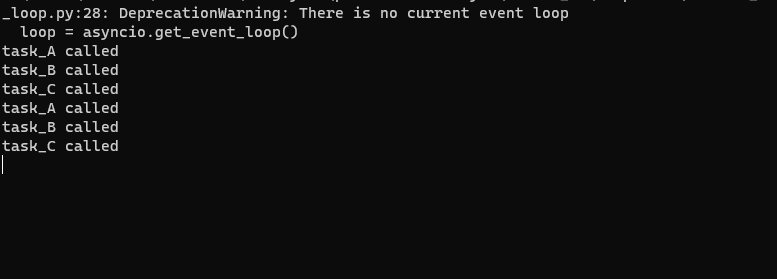 _loop.py:28: DeprecationWarning: There is no current event loop
  loop = asyncio.get_event_loop()
task_A called
task_B called
task_C called
task_A called
task_B called
task_C called